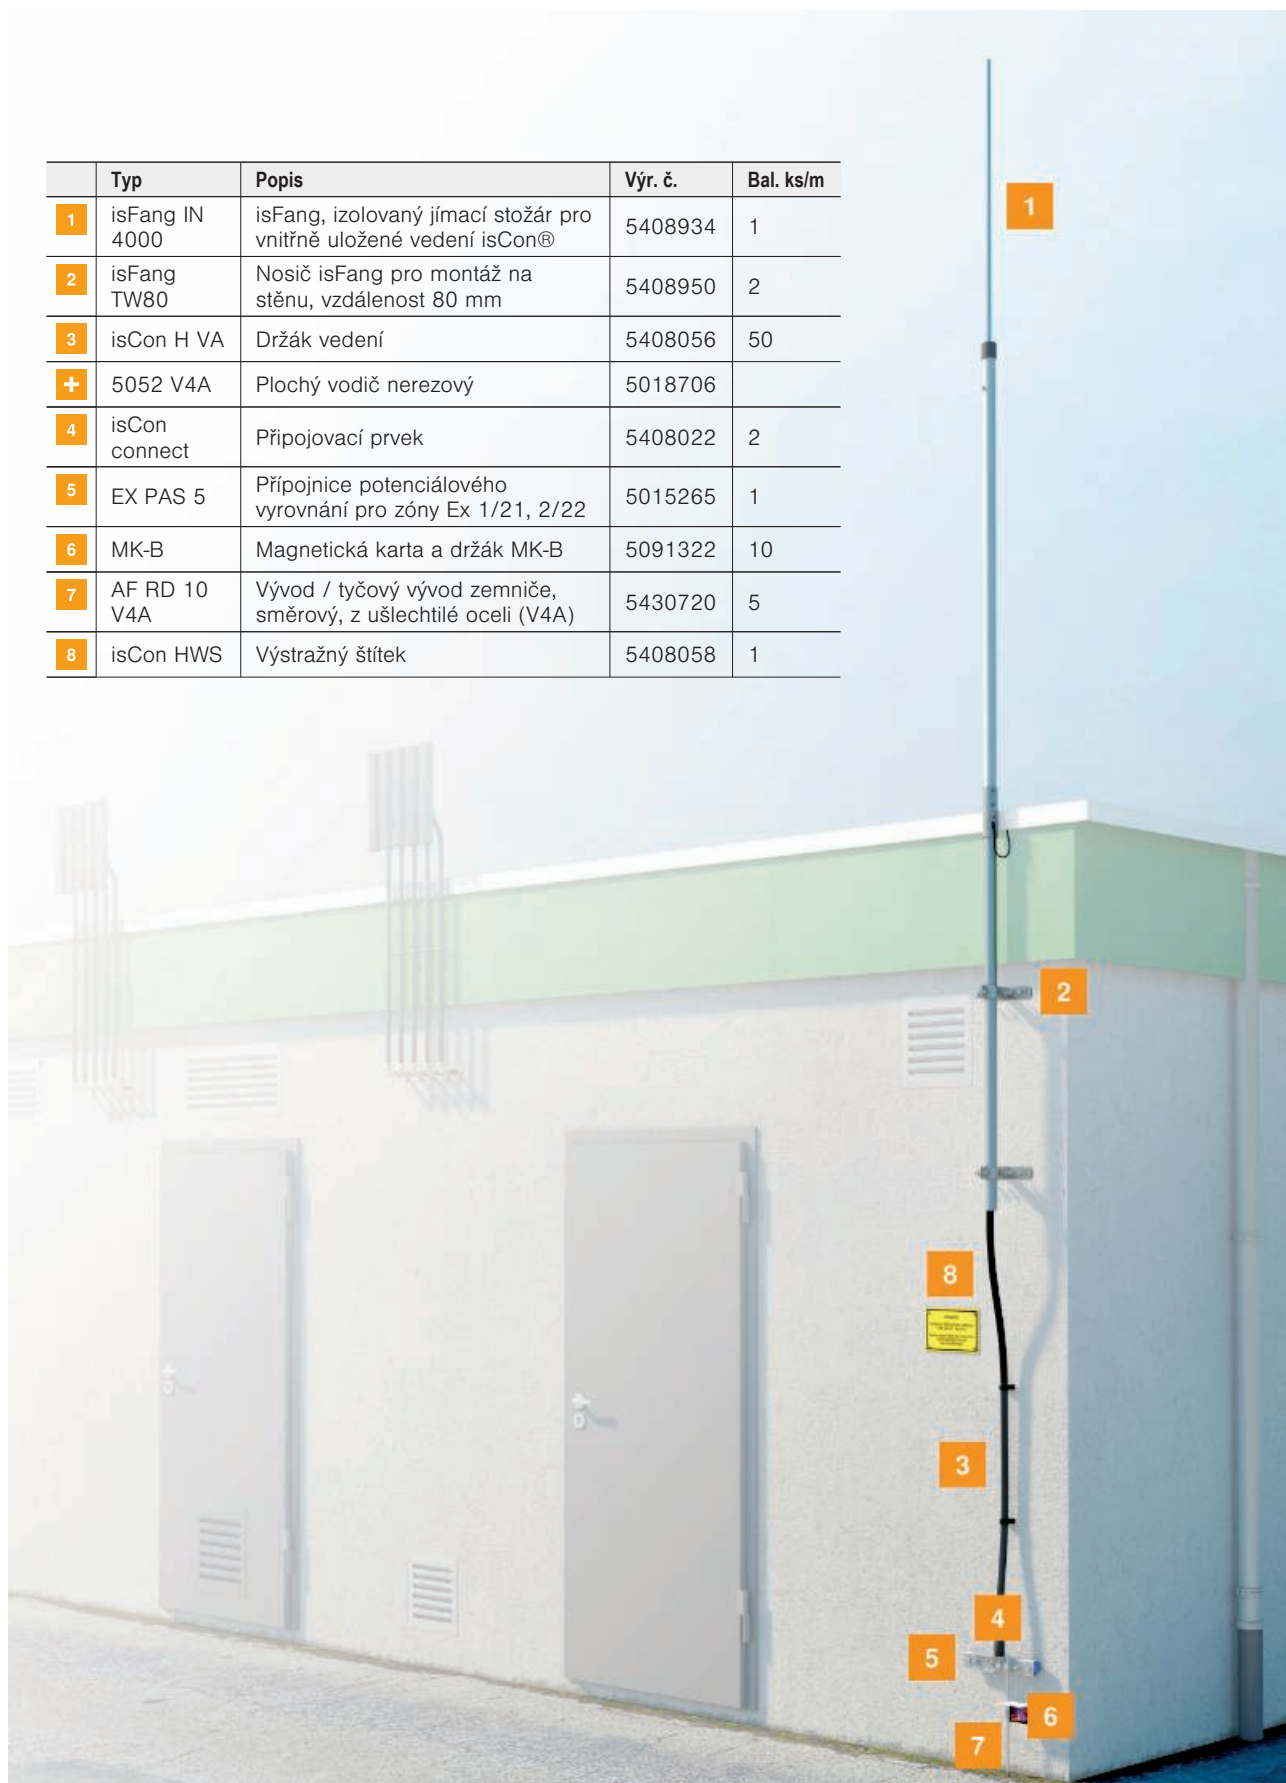 Typ Popis Výr. č. Bal. ks/m
1 isFang IN 4000 isFang, izolovaný jímací stožár pro vnitřně uložené vedení isCon® 5408934 1
2 isFang TW80 Nosič isFang pro montáž na stěnu, vzdálenost 80 mm 5408950 2
3 isCon H VA Držák vedení 5408056 50
+ 5052 V4A Plochý vodič nerezový 5018706
4 isCon connect Připojovací prvek 5408022 2
5 EX PAS 5 Přípojnice potenciálového vyrovnání pro zóny Ex 1/21, 2/22 5015265 1
6 MK-B Magnetická karta a držák MK-B 5091322 10
7 AF RD 10 V4A Vývod / tyčový vývod zemniče, směrový, z ušlechtilé oceli (V4A) 5430720 5
8 isCon HWS Výstražný štítek 5408058 1
1
2
8
3
4
5
6
7